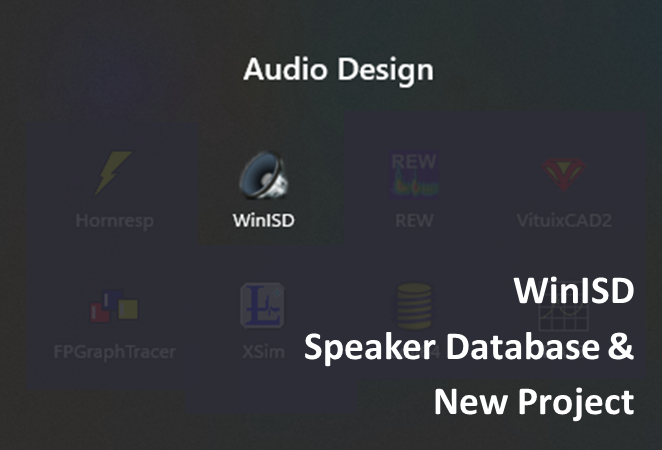 Audio Design
Hornresp
WinISD
REW
REW
VituixCAD2
FPGraphTracer
XSim
WinISD
Speaker Database &
New Project